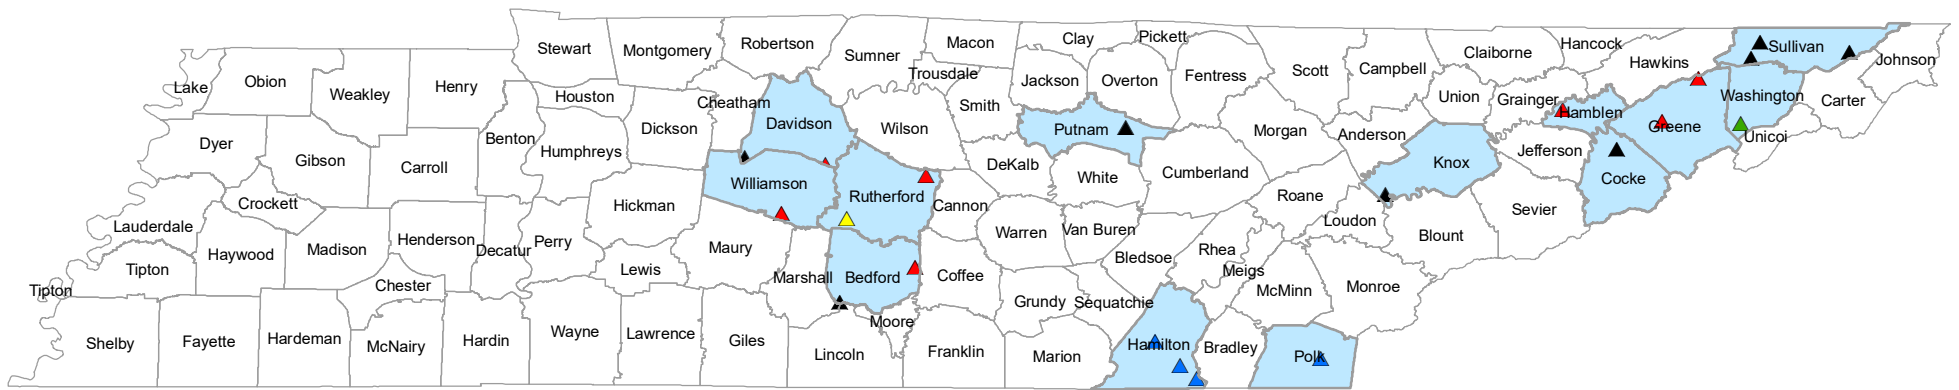 Stewart
Montgomery
Robertson
Sumner
Macon
Clay
Pickett
Claiborne
Hancock
Hawkins
Sullivan
Johnson
Lake
Obion
Weakley
Henry
Houston
Cheatham
Trousdale
Jackson
Overton
Fentress
Scott
Campbell
Union
Grainger
Hamblen
Greene
Washington
Carter
Unicoi
Dyer
Gibson
Carroll
Benton
Humphreys
Dickson
Davidson
Wilson
Smith
Putnam
DeKalb
White
Cumberland
Morgan
Anderson
Knox
Jefferson
Cocke
Lauderdale
Crockett
Haywood
Madison
Henderson
Decatur
Perry
Hickman
Williamson
Rutherford
Cannon
Warren
Van Buren
Bledsoe
Rhea
Roane
Loudon
Blount
Sevier
Tipton
Tipton
Chester
Lewis
Maury
Marshall
Bedford
Coffee
Grundy
Sequatchie
Meigs
McMinn
Monroe
Shelby
Fayette
Hardeman
McNairy
Hardin
Wayne
Lawrence
Giles
Lincoln
Moore
Franklin
Marion
Hamilton
Bradley
Polk